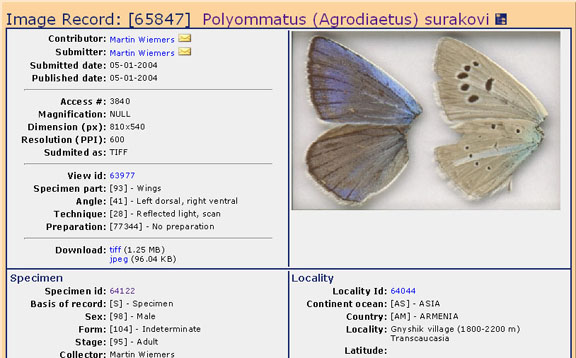 Image Record: [65847] Polyommatus (Agrodiaetus) surakovi
Contributor: Martin Wiemers
Submitter: Martin Wiemers
Submitted date: 05-01-2004
Published date: 05-01-2004
Access #: 3840
Magnification: NULL
Dimension (px): 810x540
Resolution (PPI): 600
Sudmited as: TIFF
View id: 63977
Specimen part: [93] - Wings
Angle: [41] - Left dorsal, right ventral
Technique: [28] - Reflected light, scan
Preparation: [77344] - No preparation
Download: tiff (1.25 MB)
jpeg (96.04 KB)
Specimen
Specimen id: 64122
Basis of record: [S] - Specimen
Sex: [98] - Male
Form: [104] - Indeterminate
Stage: [95] - Adult
Collector: Martin Wiemers
Locality
Locality Id: 64044
Continent ocean: [AS] - ASIA
Country: [AM] - ARMENIA
Locality: Gnyshik village (1800-2200 m)
Transcaucasia
Latitude: